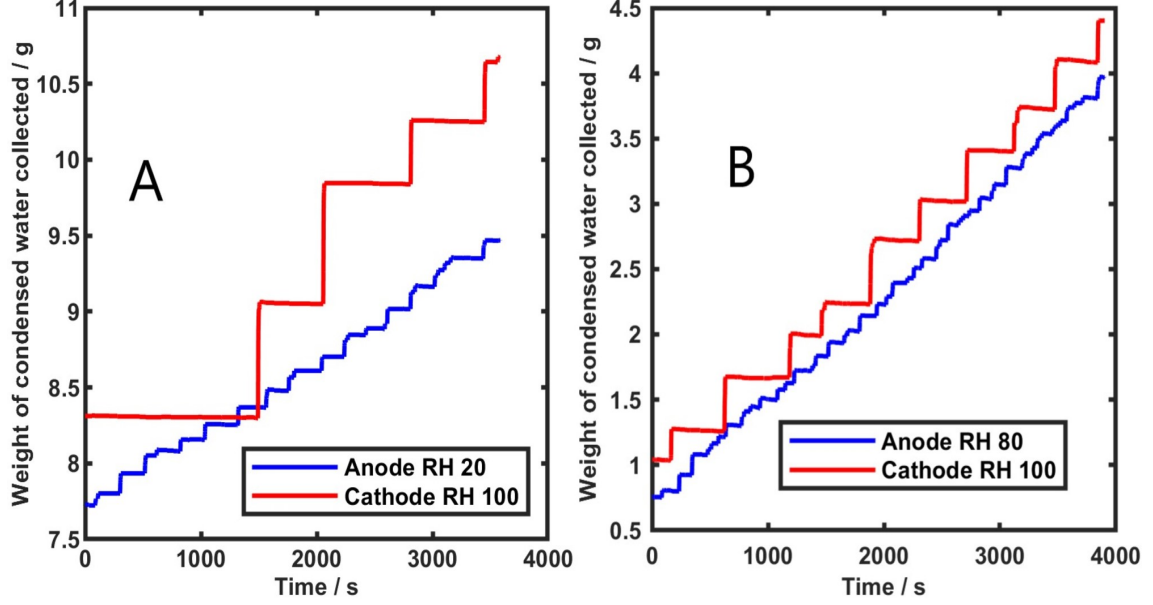 Weight of condensed water collected / g
11
10.5
10
9.5
9
8.5
8
7.5
A
Anode RH 20
Cathode RH 100
0 1000 2000 3000 4000
Time / s
Weight of condensed water collected / g
4.5
4
3.5
3
2.5
2
1.5
1
0.5
B
Anode RH 80
Cathode RH 100
0 1000 2000 3000 4000
Time / s